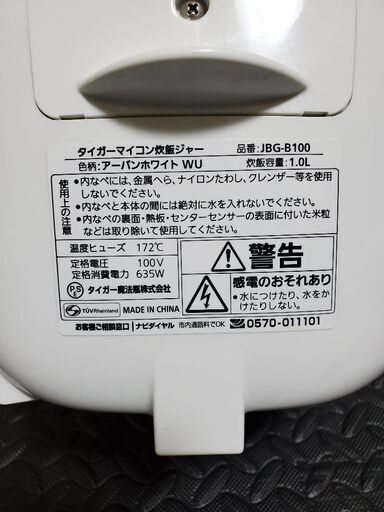 タイガーマイコン炊飯ジャー 品番: JBG-B100
色柄: アーバンホワイト WU 炊飯容量: 1.0L
使用上の注意
•内なべには、金属へら、ナイロンたわし、クレンザー等を使用
しないでください。
•内なべと本体の間には絶対に水を入れないでください。
•内なべの裏面・熱板・センターセンサーの表面に付いた米粒
などは取り除いて使用してください。
温度ヒューズ 172℃
定格電圧 100V
定格消費電力 635W
PSE タイガー魔法瓶株式会社
TÜVRheinland MADE IN CHINA
警告
感電のおそれあり
•水につけたり、水をか
けたりしないこと。
お客様ご相談窓口 ナビダイヤル 市内通話料でOK 0570-011101